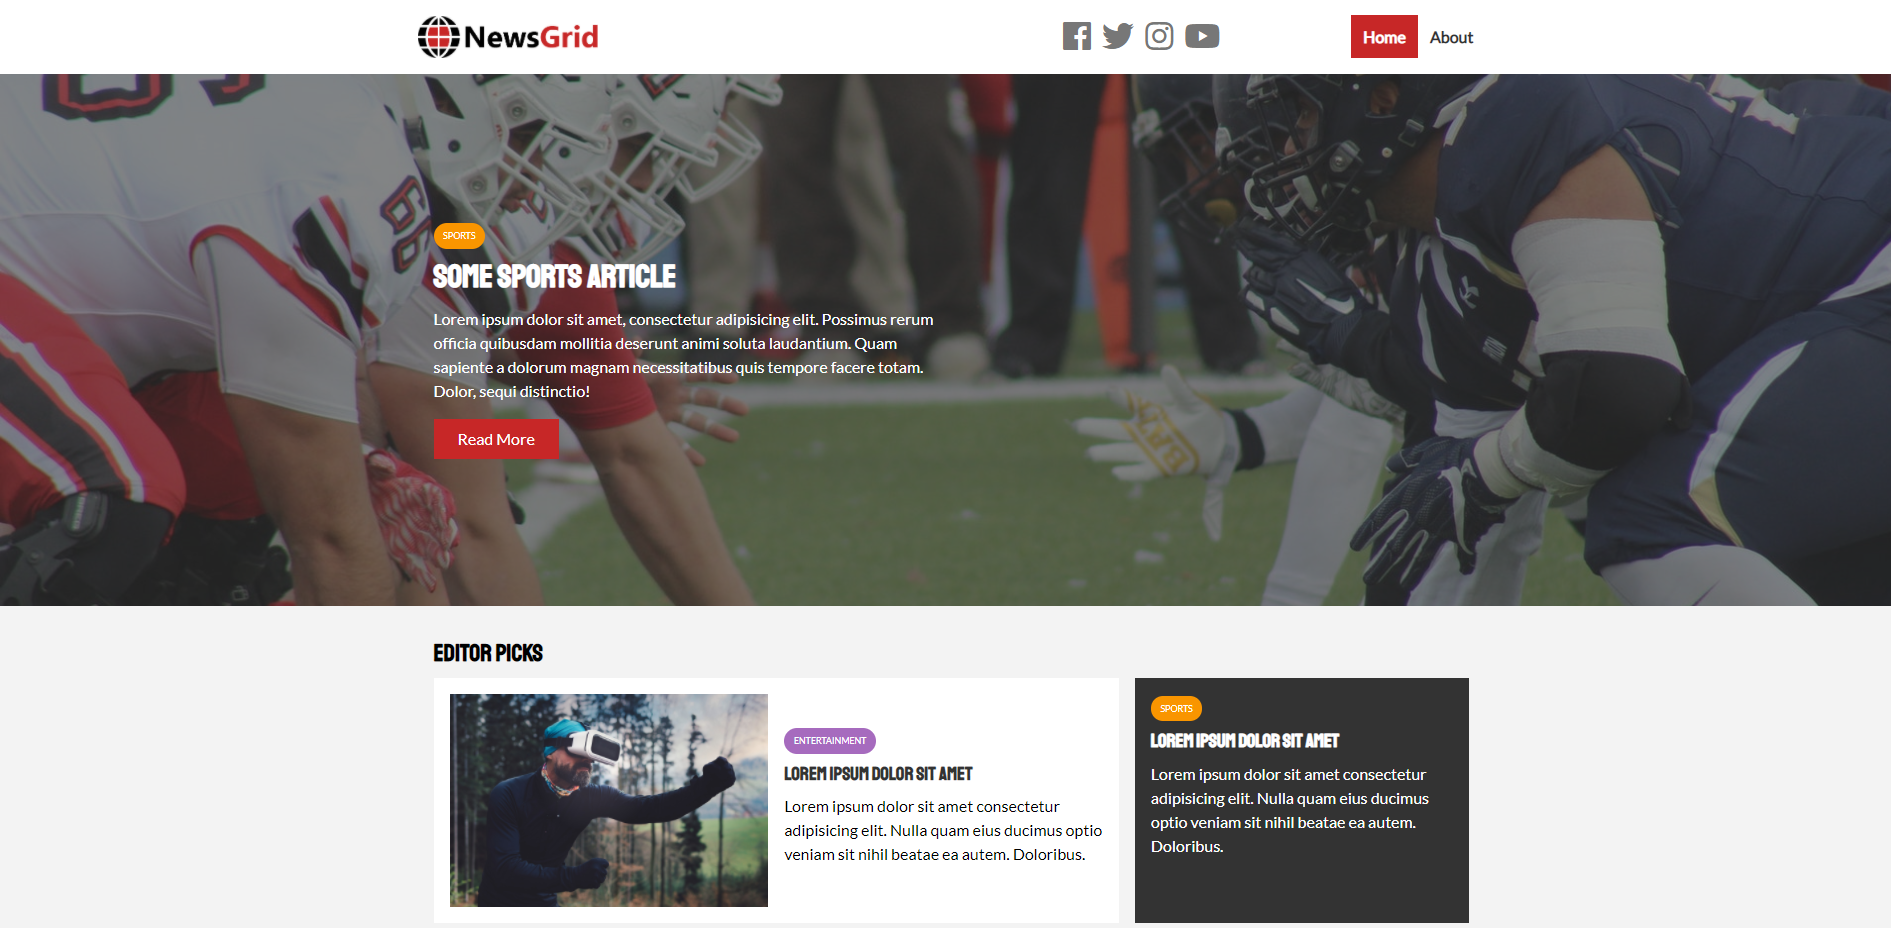 NewsGrid
Home About
SPORTS
SOME SPORTS ARTICLE
Lorem ipsum dolor sit amet, consectetur adipisicing elit. Possimus rerum
officia quibusdam mollitia deserunt animi soluta laudantium. Quam
sapiente a dolorum magnam necessitatibus quis tempore facere totam.
Dolor, sequi distinctio!
Read More
EDITOR PICKS
ENTERTAINMENT
LOREM IPSUM DOLOR SIT AMET
Lorem ipsum dolor sit amet consectetur
adipisicing elit. Nulla quam eius ducimus optio
veniam sit nihil beatae ea autem. Doloribus.
SPORTS
LOREM IPSUM DOLOR SIT AMET
Lorem ipsum dolor sit amet consectetur
adipisicing elit. Nulla quam eius ducimus
optio veniam sit nihil beatae ea autem.
Doloribus.